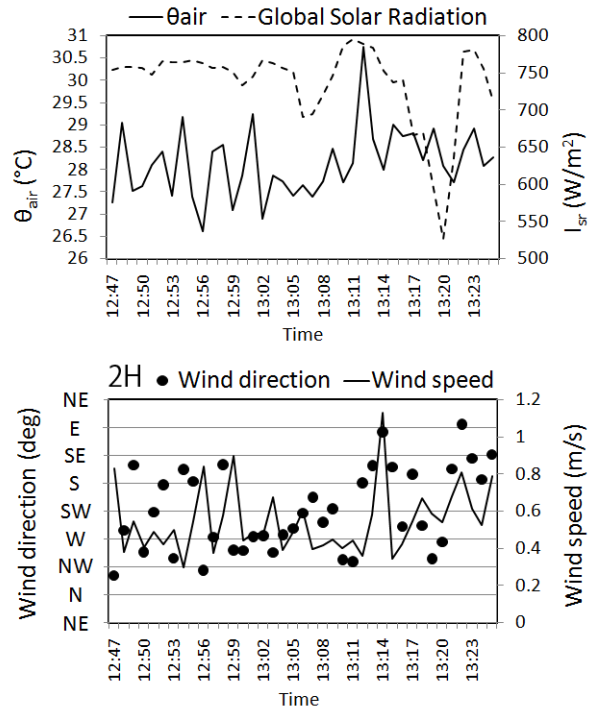 θair Global Solar Radiation
31
30.5
30
29.5
29
28.5
28
27.5
27
26.5
26
θair (°C)
800
750
700
650
600
550
500
Isr (W/m²)
12:47 12:50 12:53 12:56 12:59 13:02 13:05 13:08 13:11 13:14 13:17 13:20 13:23
Time
2H Wind direction Wind speed
NE
E
SE
S
SW
W
NW
N
NE
Wind direction (deg)
1.2
1
0.8
0.6
0.4
0.2
0
Wind speed (m/s)
12:47 12:50 12:53 12:56 12:59 13:02 13:05 13:08 13:11 13:14 13:17 13:20 13:23
Time